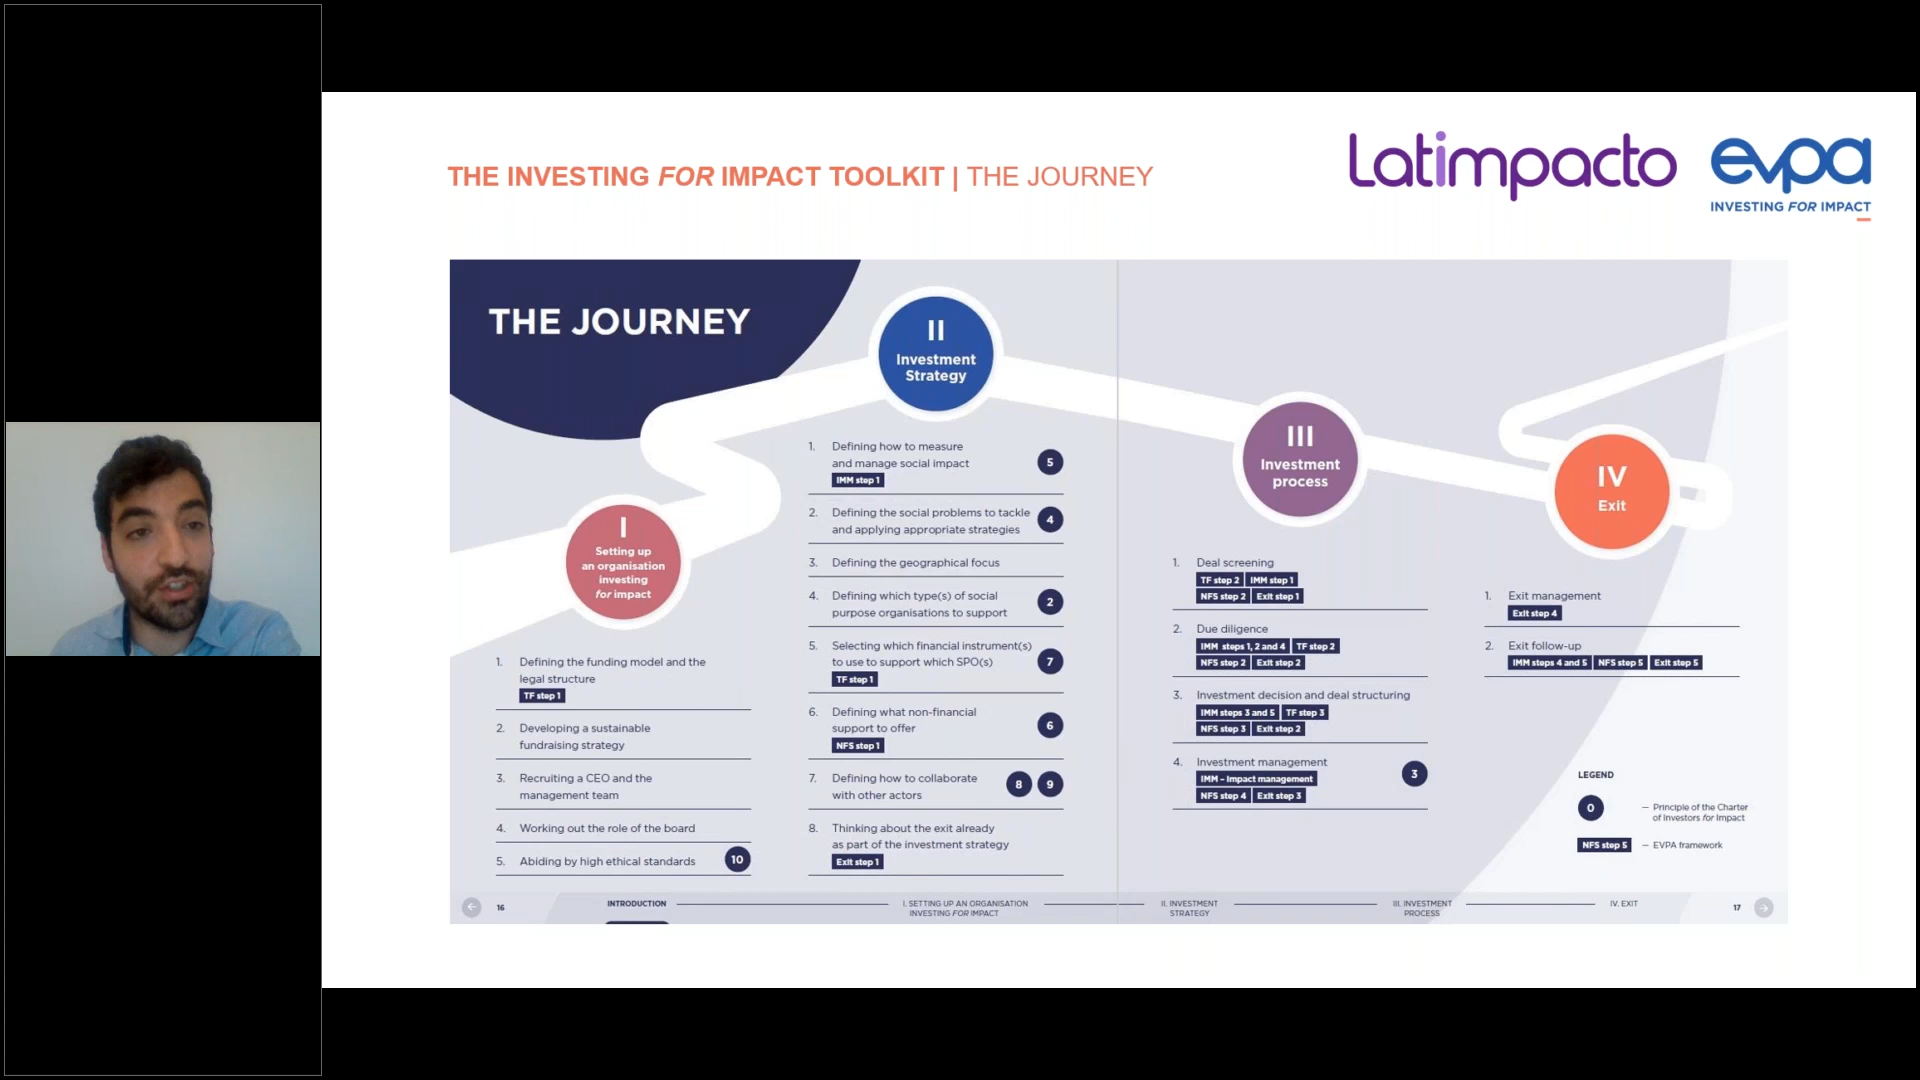 THE INVESTING FOR IMPACT TOOLKIT | THE JOURNEY
Latimpacto
evpa
INVESTING FOR IMPACT
THE JOURNEY
I
Setting up
an organisation
investing
for impact
1. Defining the funding model and the
legal structure
TF step 1
2. Developing a sustainable
fundraising strategy
3. Recruiting a CEO and the
management team
4. Working out the role of the board
5. Abiding by high ethical standards 10
II
Investment
Strategy
1. Defining how to measure
and manage social impact 5
IMM step 1
2. Defining the social problems to tackle
and applying appropriate strategies 4
3. Defining the geographical focus
4. Defining which type(s) of social
purpose organisations to support 2
5. Selecting which financial instrument(s)
to use to support which SPO(s) 7
TF step 1
6. Defining what non-financial
support to offer 6
NFS step 1
7. Defining how to collaborate
with other actors 8 9
8. Thinking about the exit already
as part of the investment strategy
Exit step 1
III
Investment
process
1. Deal screening
TF step 2 IMM step 1
NFS step 2 Exit step 1
2. Due diligence
IMM steps 1, 2 and 4 TF step 2
NFS step 2 Exit step 2
3. Investment decision and deal structuring
IMM steps 3 and 5 TF step 3
NFS step 3 Exit step 2
4. Investment management 3
IMM – Impact management
NFS step 4 Exit step 3
IV
Exit
1. Exit management
Exit step 4
2. Exit follow-up
IMM steps 4 and 5 NFS step 5 Exit step 5
LEGEND
0 — Principle of the Charter
of Investors for Impact
NFS step 5 — EVPA framework
16 INTRODUCTION
I. SETTING UP AN ORGANISATION
INVESTING FOR IMPACT
II. INVESTMENT
STRATEGY
III. INVESTMENT
PROCESS
IV. EXIT
17